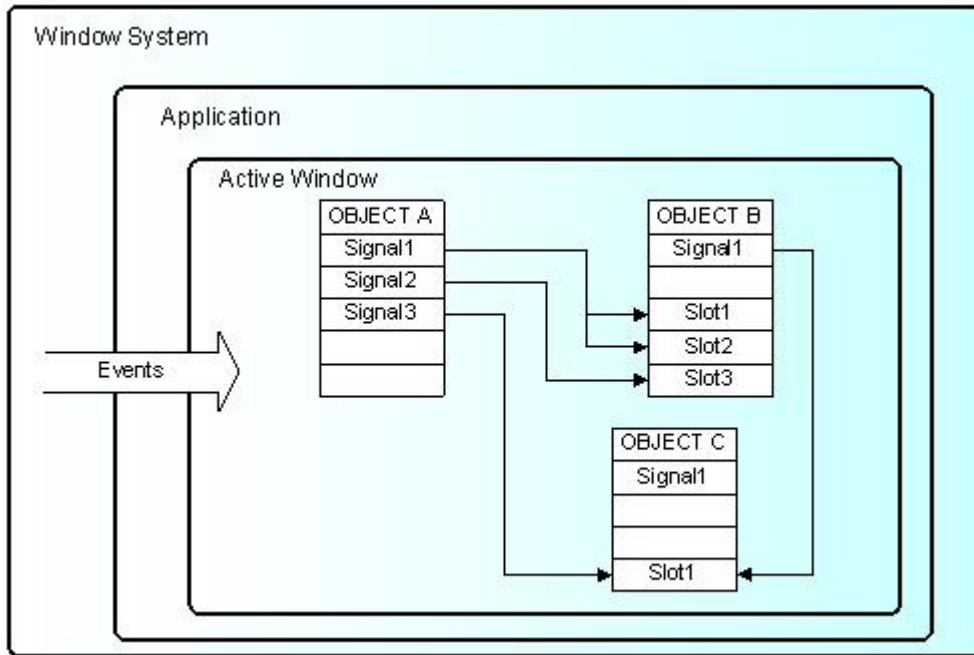 Window System
Application
Active Window
OBJECT A
Signal1
Signal2
Signal3
OBJECT B
Signal1
Slot1
Slot2
Slot3
Events
OBJECT C
Signal1
Slot1